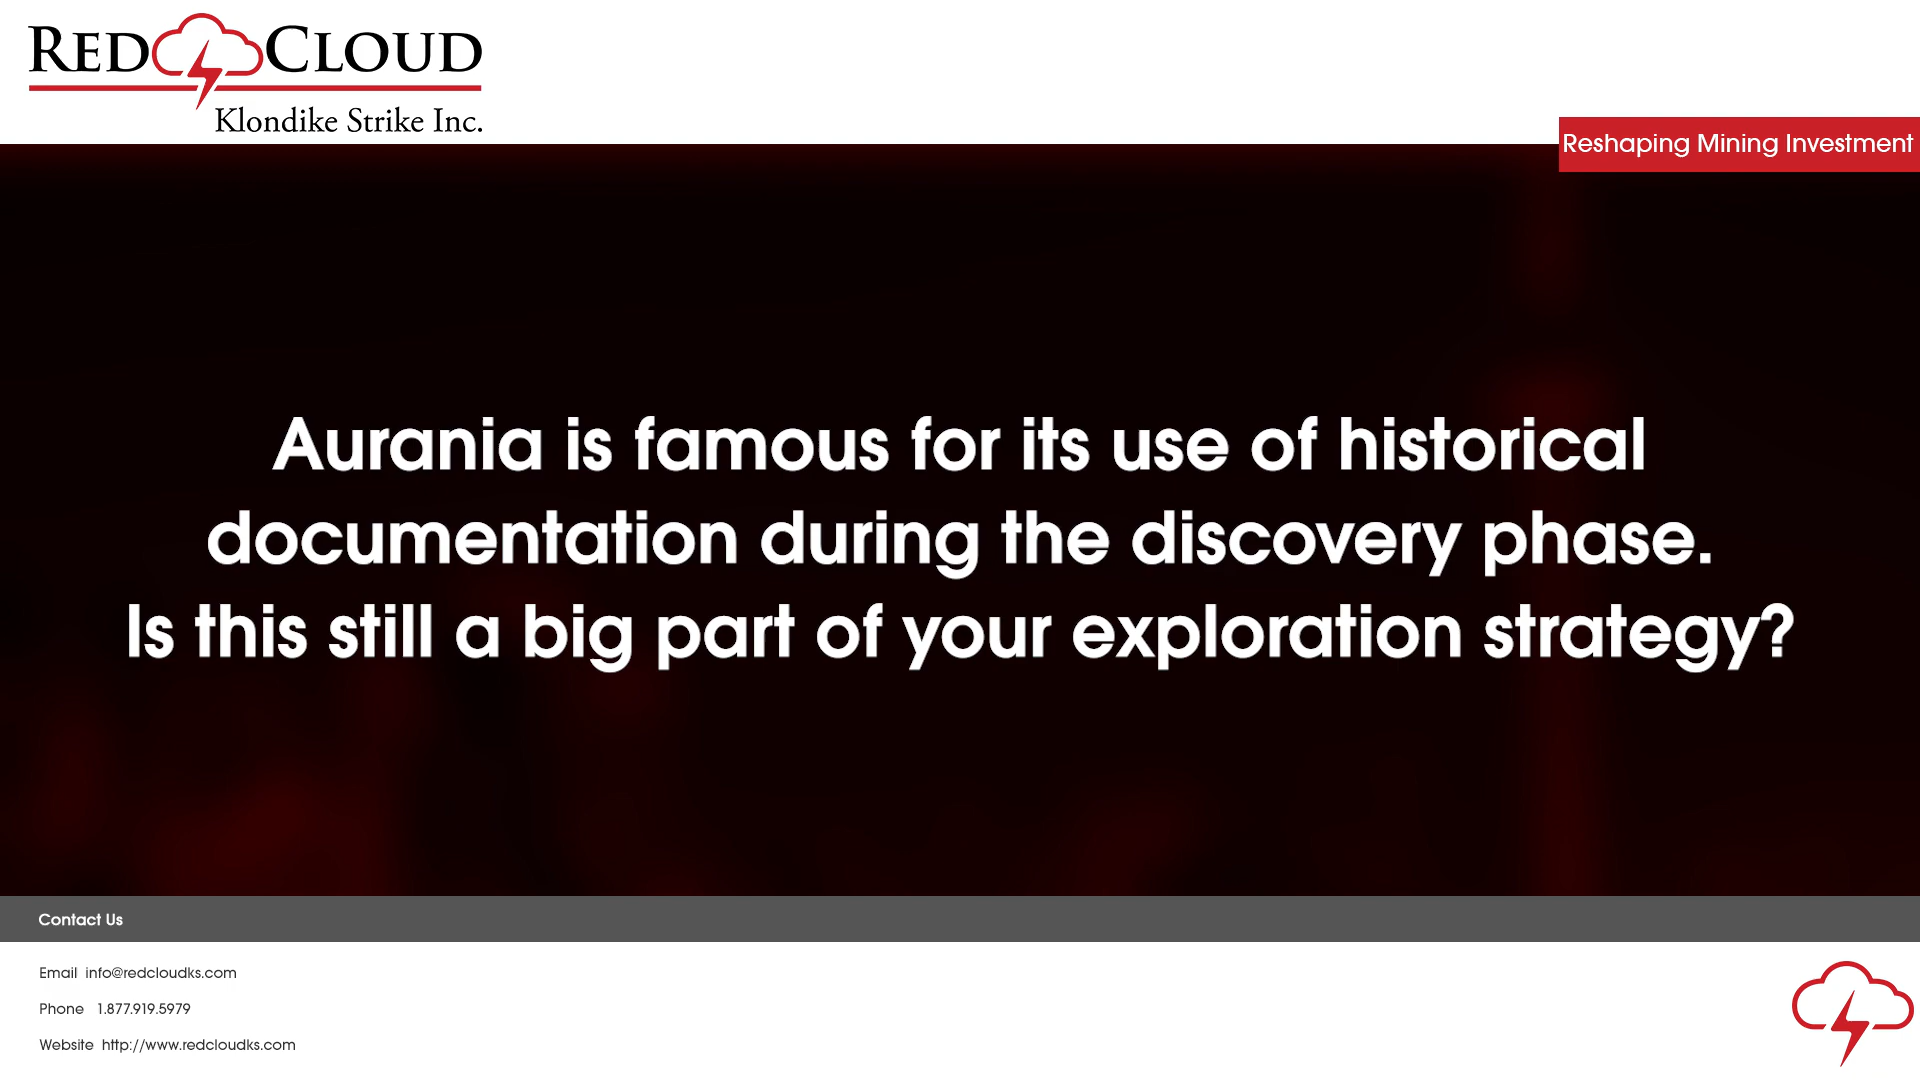 RED CLOUD
Klondike Strike Inc.
Reshaping Mining Investment
Aurania is famous for its use of historical
documentation during the discovery phase.
Is this still a big part of your exploration strategy?
Contact Us
Email info@redcloudks.com
Phone 1.877.919.5979
Website http://www.redcloudks.com